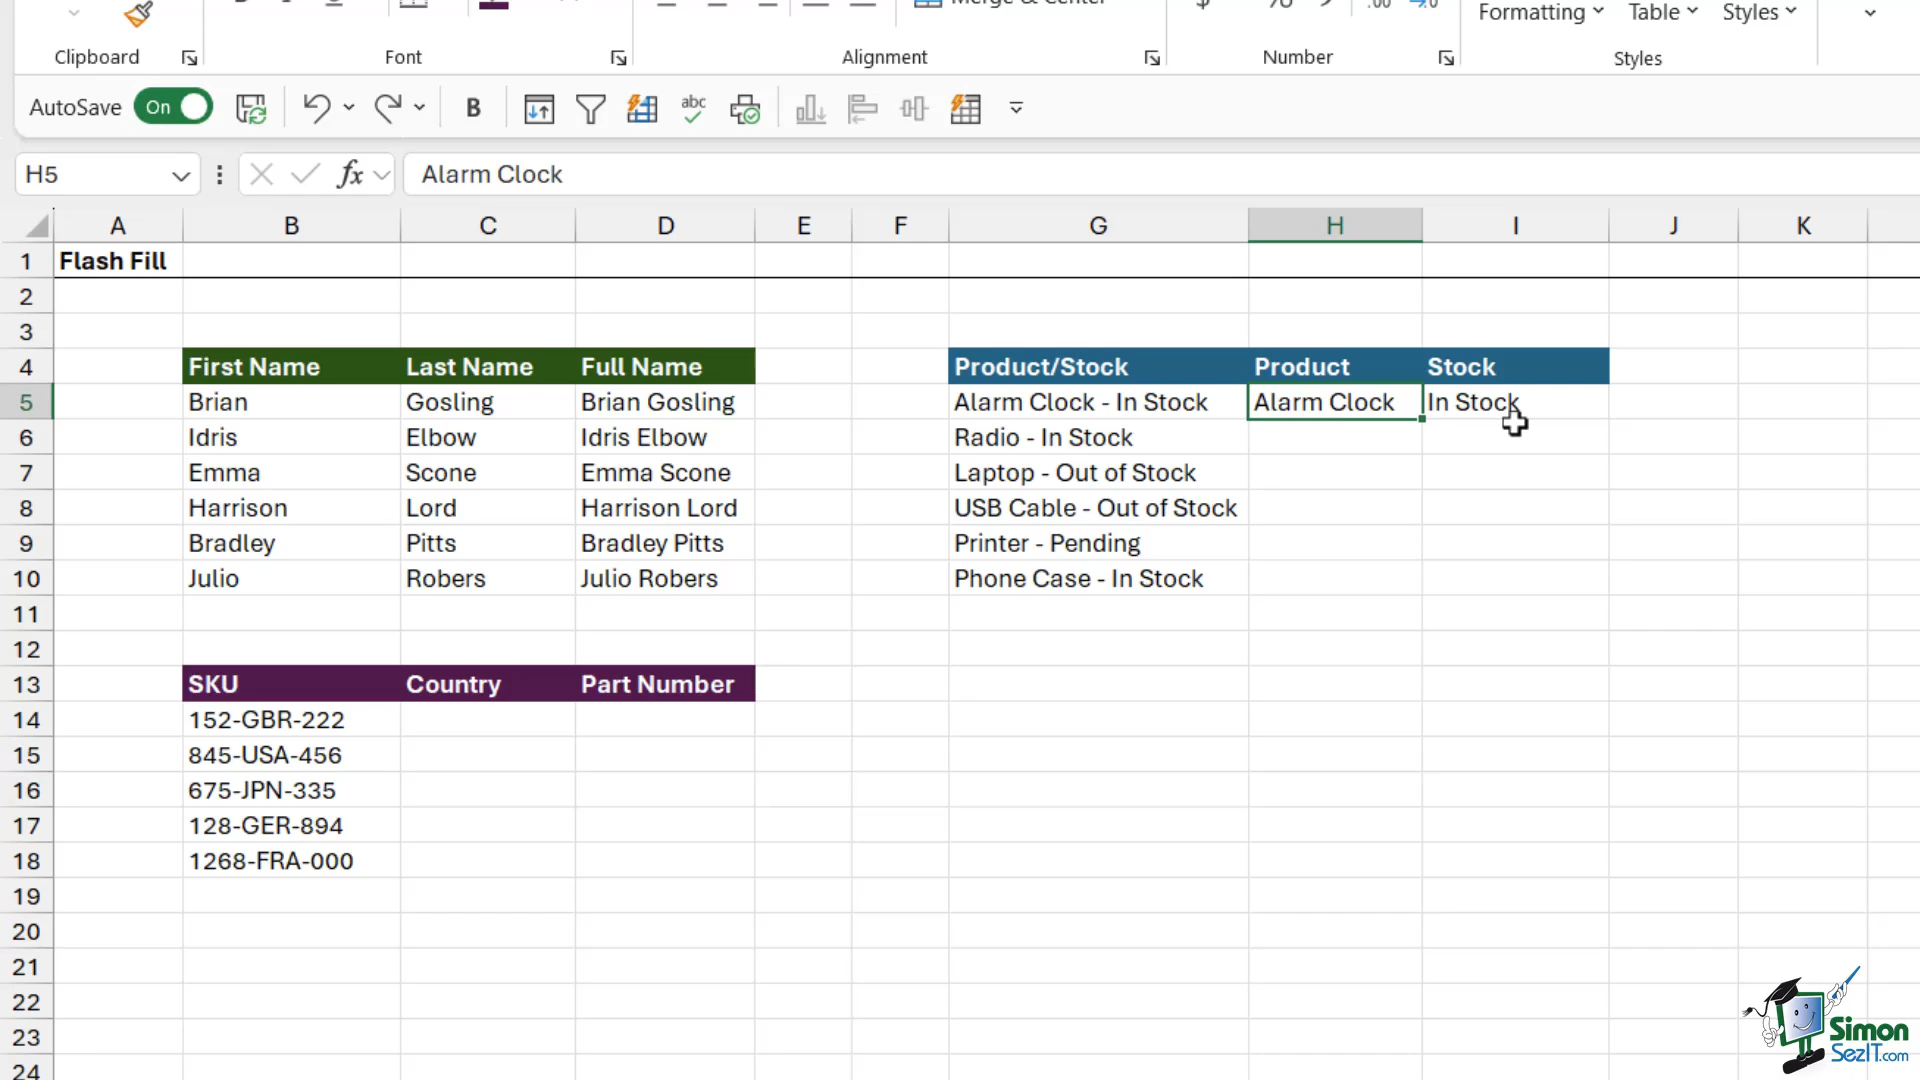 Merge & Center
$ % .00
Formatting Table Styles
Clipboard Font Alignment Number Styles
AutoSave On B abc
H5 fx Alarm Clock
A B C D E F G H I J K
1 Flash Fill
2
3
4 First Name Last Name Full Name Product/Stock Product Stock
5 Brian Gosling Brian Gosling Alarm Clock - In Stock Alarm Clock In Stock
6 Idris Elbow Idris Elbow Radio - In Stock
7 Emma Scone Emma Scone Laptop - Out of Stock
8 Harrison Lord Harrison Lord USB Cable - Out of Stock
9 Bradley Pitts Bradley Pitts Printer - Pending
10 Julio Robers Julio Robers Phone Case - In Stock
11
12
13 SKU Country Part Number
14 152-GBR-222
15 845-USA-456
16 675-JPN-335
17 128-GER-894
18 1268-FRA-000
19
20
21
22
23
24
Simon
SezIT.com